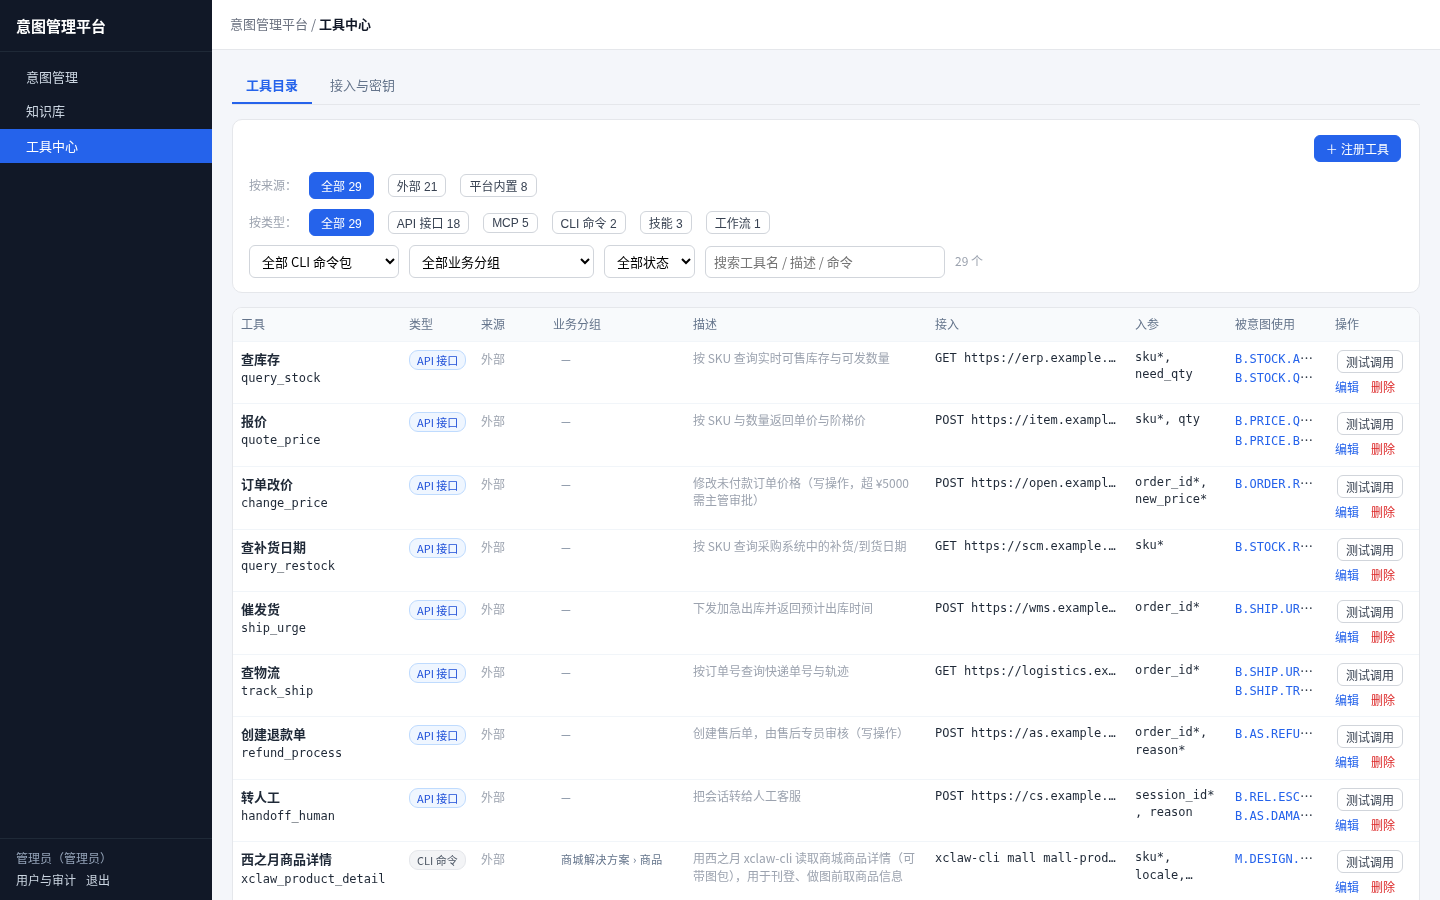 意图管理平台
意图管理
知识库
工具中心
管理员（管理员）
用户与审计 退出
意图管理平台 / 工具中心
工具目录 接入与密钥
＋ 注册工具
按来源： 全部 29 外部 21 平台内置 8
按类型： 全部 29 API 接口 18 MCP 5 CLI 命令 2 技能 3 工作流 1
全部 CLI 命令包 全部业务分组 全部状态 搜索工具名 / 描述 / 命令 29 个
工具 类型 来源 业务分组 描述 接入 入参 被意图使用 操作
查库存 API 接口 外部 — 按 SKU 查询实时可售库存与可发数量 GET https://erp.example.… sku*, B.STOCK.A… 测试调用
query_stock need_qty B.STOCK.Q… 编辑 删除
报价 API 接口 外部 — 按 SKU 与数量返回单价与阶梯价 POST https://item.exampl… sku*, qty B.PRICE.Q… 测试调用
quote_price B.PRICE.B… 编辑 删除
订单改价 API 接口 外部 — 修改未付款订单价格（写操作，超 ¥5000 POST https://open.exampl… order_id*, B.ORDER.R… 测试调用
change_price 需主管审批） new_price* 编辑 删除
查补货日期 API 接口 外部 — 按 SKU 查询采购系统中的补货/到货日期 GET https://scm.example.… sku* B.STOCK.R… 测试调用
query_restock 编辑 删除
催发货 API 接口 外部 — 下发加急出库并返回预计出库时间 POST https://wms.example… order_id* B.SHIP.UR… 测试调用
ship_urge 编辑 删除
查物流 API 接口 外部 — 按订单号查询快递单号与轨迹 GET https://logistics.ex… order_id* B.SHIP.UR… 测试调用
track_ship B.SHIP.TR… 编辑 删除
创建退款单 API 接口 外部 — 创建售后单，由售后专员审核（写操作） POST https://as.example.… order_id*, B.AS.REFU… 测试调用
refund_process reason* 编辑 删除
转人工 API 接口 外部 — 把会话转给人工客服 POST https://cs.example.… session_id* B.REL.ESC… 测试调用
handoff_human , reason B.AS.DAMA… 编辑 删除
西之月商品详情 CLI 命令 外部 商城解决方案 › 商品 用西之月 xclaw-cli 读取商城商品详情（可 xclaw-cli mall mall-prod… sku*, M.DESIGN.… 测试调用
xclaw_product_detail 带图包），用于刊登、做图前取商品信息 locale,… 编辑 删除